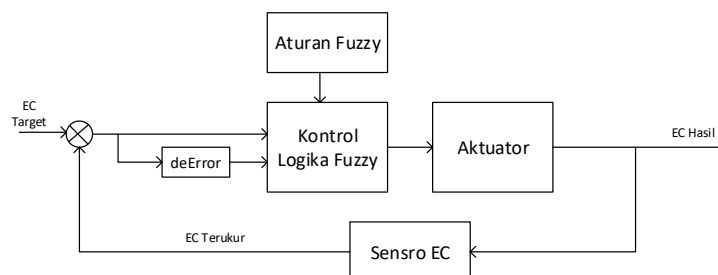 Aturan Fuzzy
EC
Target
Kontrol
Logika Fuzzy
Aktuator
EC Hasil
deError
EC Terukur
Sensro EC